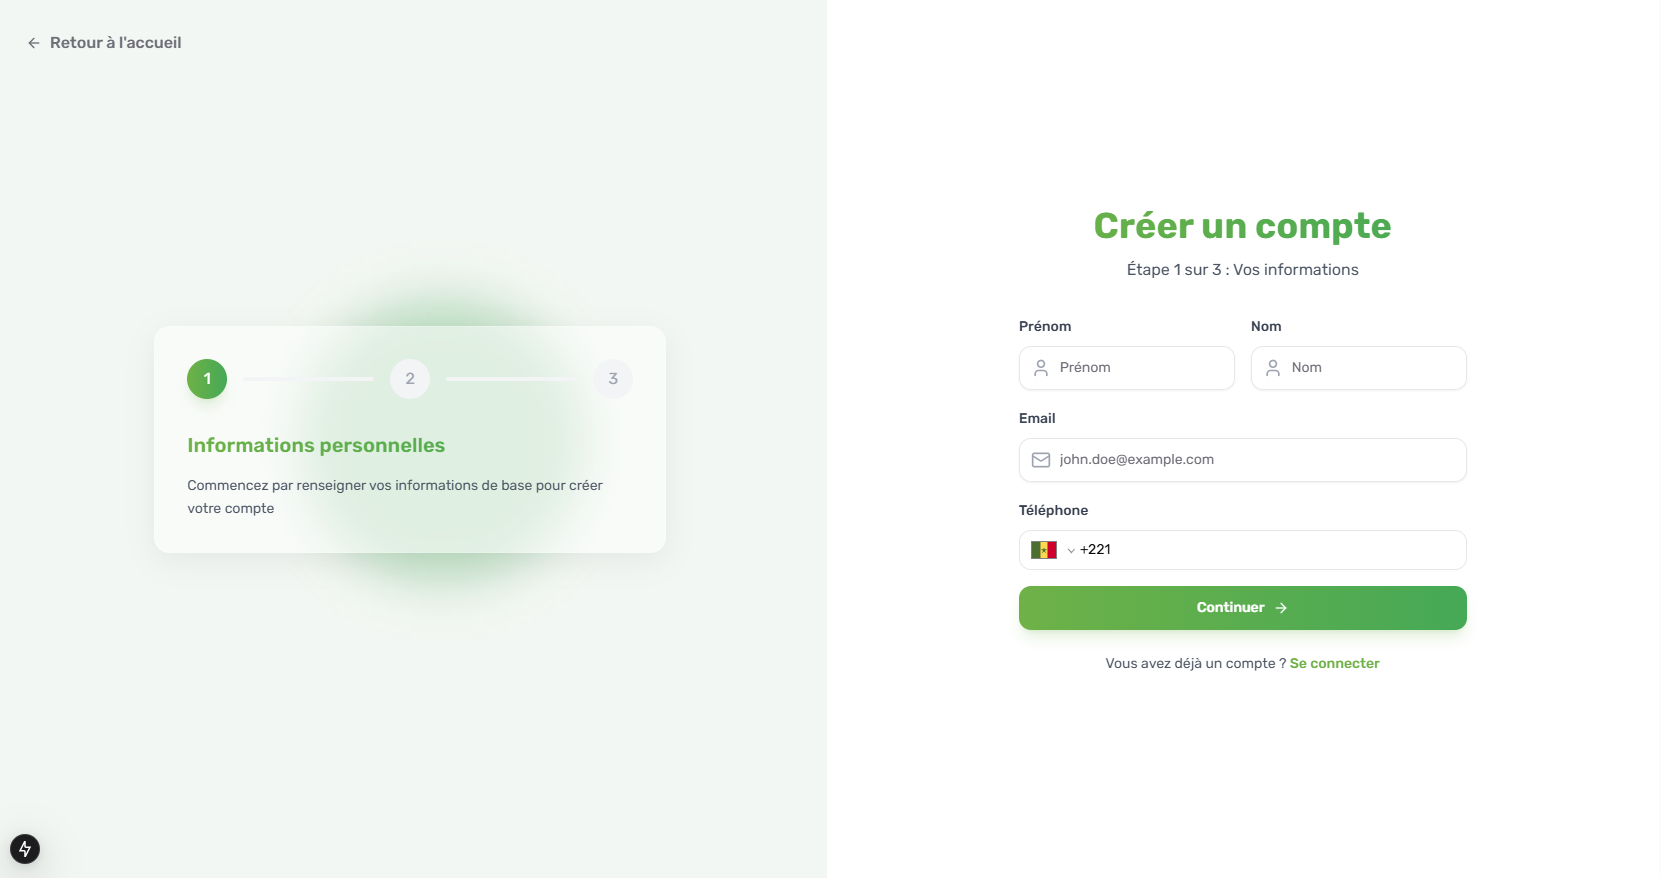 Retour à l'accueil
1
2
3
Informations personnelles
Commencez par renseigner vos informations de base pour créer
votre compte
Créer un compte
Étape 1 sur 3 : Vos informations
Prénom
Nom
Prénom
Nom
Email
john.doe@example.com
Téléphone
+221
Continuer
Vous avez déjà un compte ? Se connecter